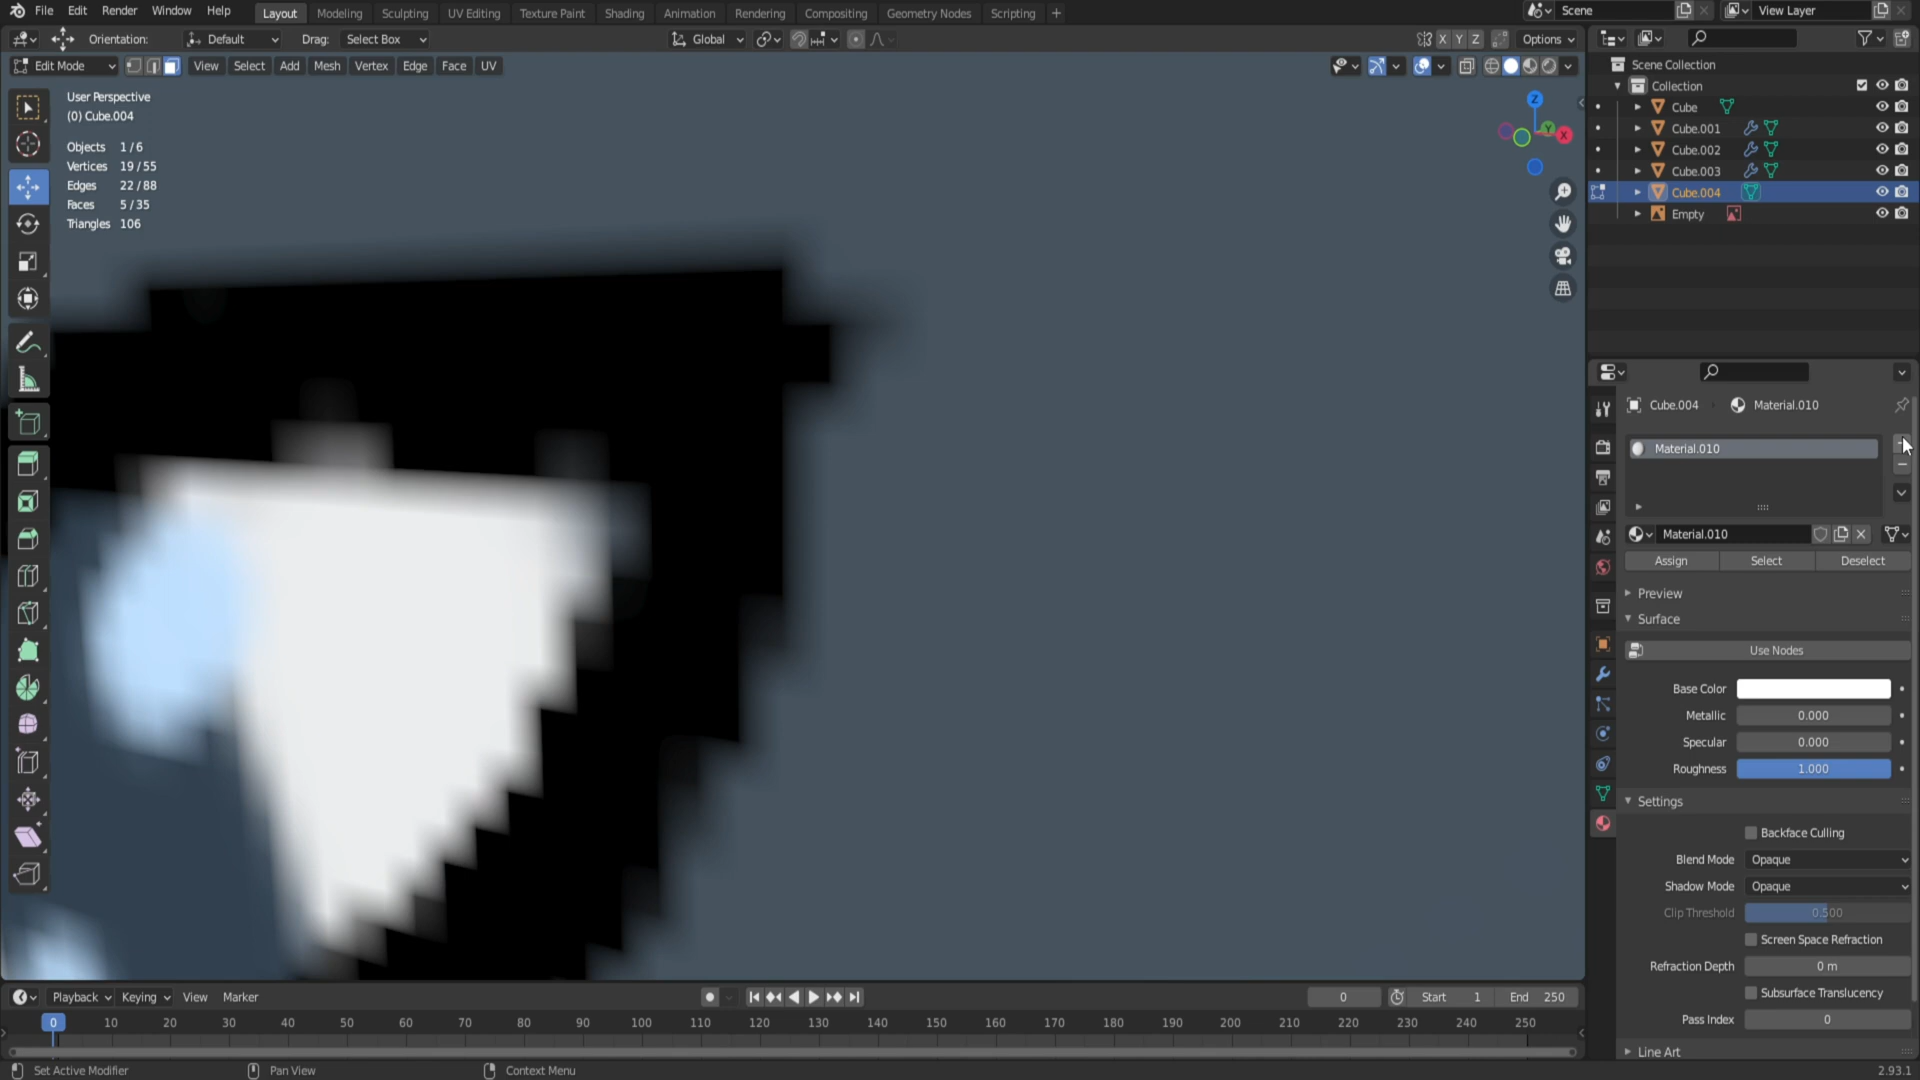 File Edit Render Window Help Layout Modeling Sculpting UV Editing Texture Paint Shading Animation Rendering Compositing Geometry Nodes Scripting + Scene View Layer
Orientation: Default Drag: Select Box Global X Y Z Options
Edit Mode View Select Add Mesh Vertex Edge Face UV
User Perspective
(0) Cube.004
Objects 1 / 6
Vertices 19 / 55
Edges 22 / 88
Faces 5 / 35
Triangles 106
Z
Y
X
Scene Collection
Collection
Cube
Cube.001
Cube.002
Cube.003
Cube.004
Empty
Cube.004 Material.010
Material.010
Material.010
Assign Select Deselect
Preview
Surface
Use Nodes
Base Color
Metallic 0.000
Specular 0.000
Roughness 1.000
Settings
Backface Culling
Blend Mode Opaque
Shadow Mode Opaque
Clip Threshold 0.500
Screen Space Refraction
Refraction Depth 0 m
Subsurface Translucency
Pass Index 0
Line Art
Playback Keying View Marker 0 Start 1 End 250
0 10 20 30 40 50 60 70 80 90 100 110 120 130 140 150 160 170 180 190 200 210 220 230 240 250
Set Active Modifier Pan View Context Menu 2.93.1